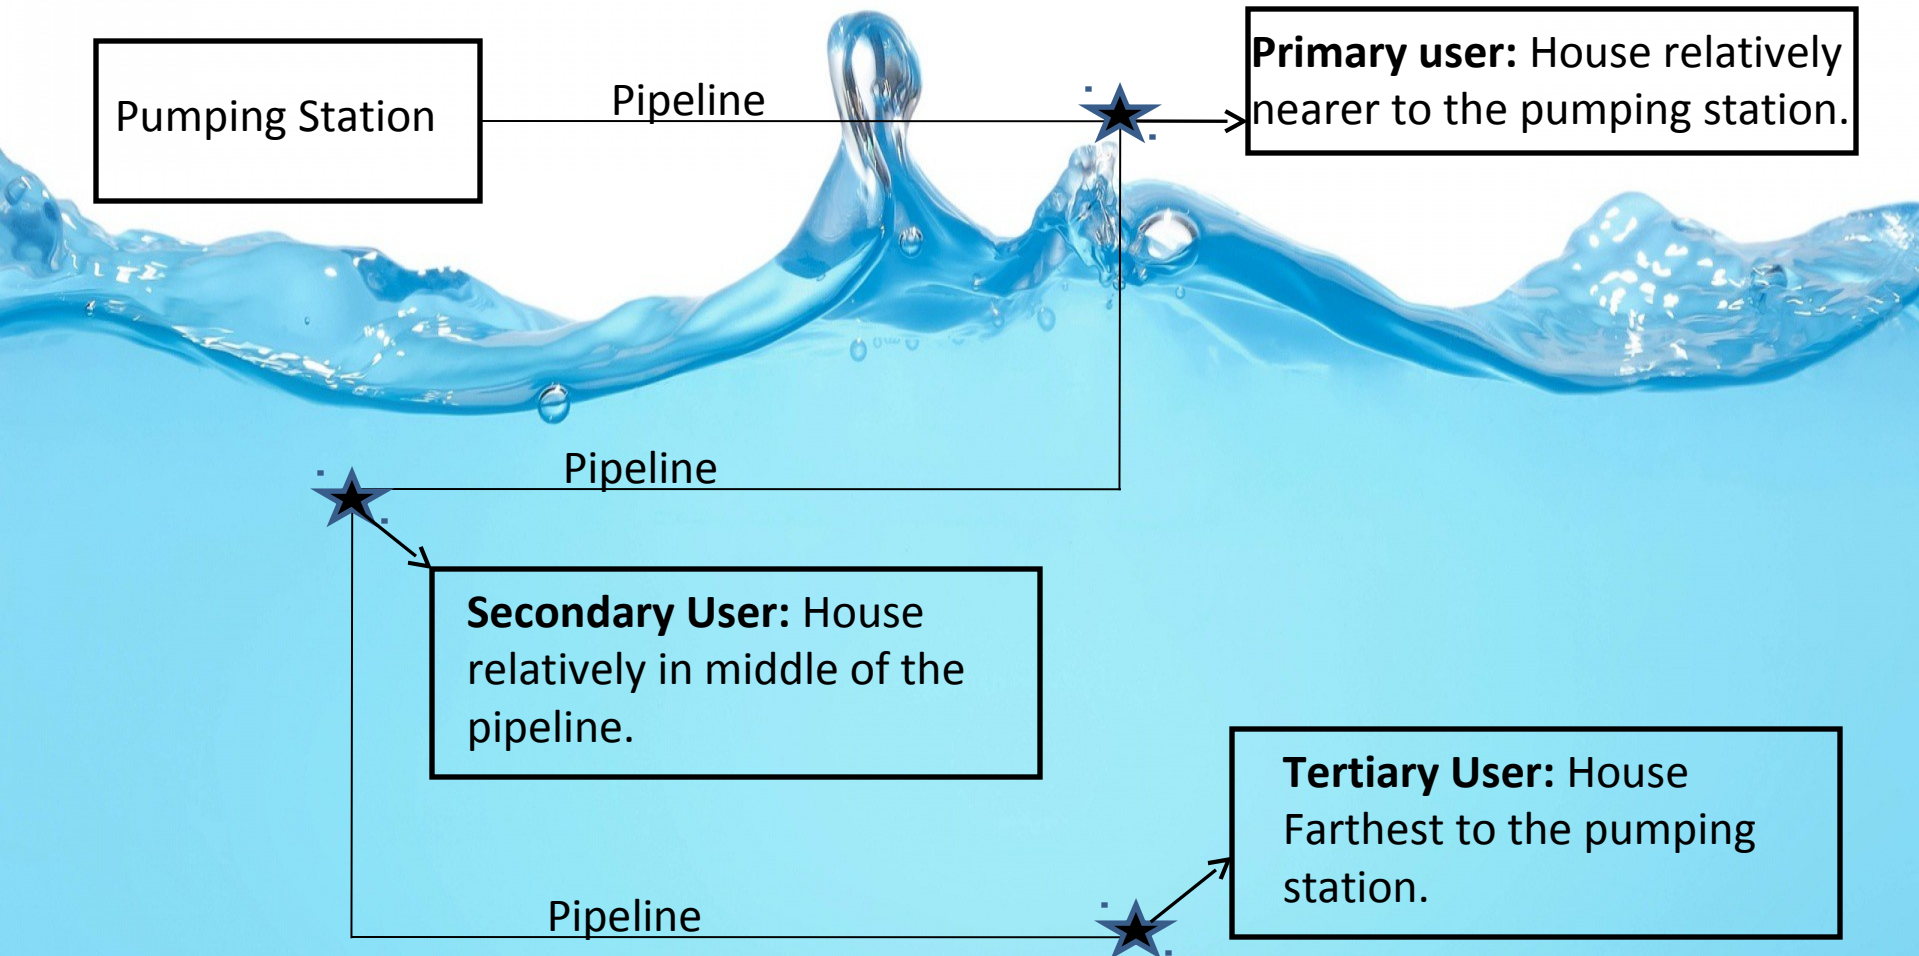 Pumping Station
Pipeline
Primary user: House relatively
nearer to the pumping station.
Pipeline
Secondary User: House
relatively in middle of the
pipeline.
Tertiary User: House
Farthest to the pumping
station.
Pipeline